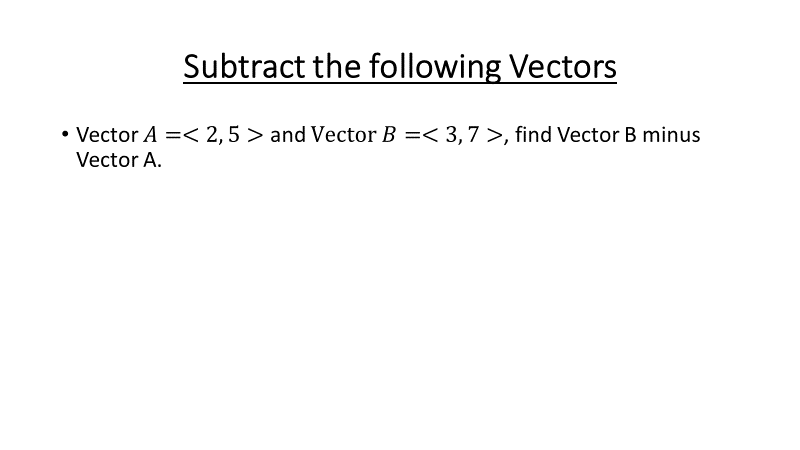 Subtract the following Vectors
• Vector A =< 2, 5 > and Vector B =< 3, 7 >, find Vector B minus
Vector A.